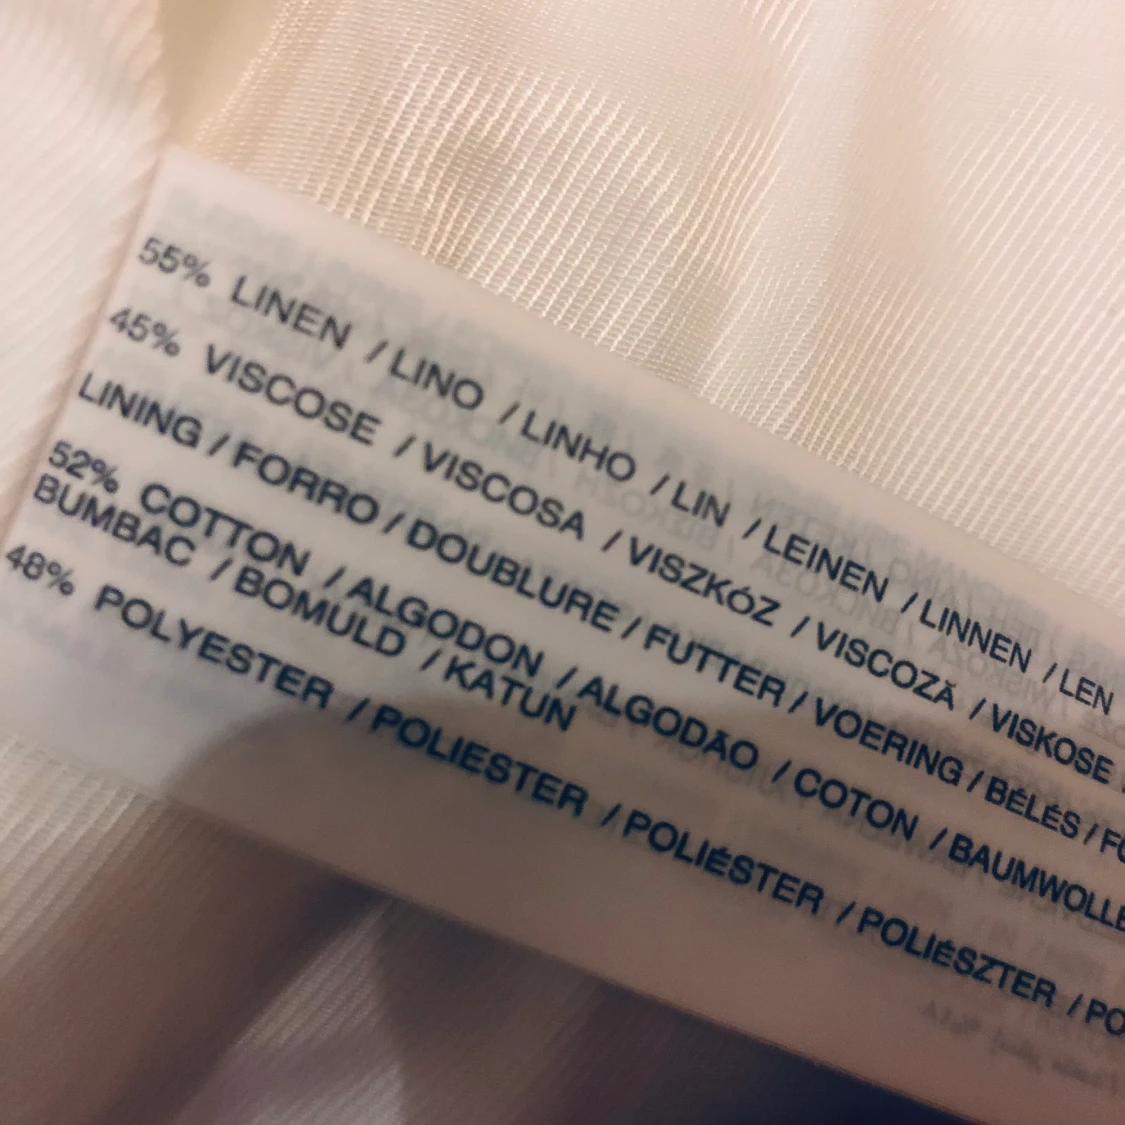 55% LINEN / LINO / LINHO / LIN / LEINEN / LINNEN / LEN
45% VISCOSE / VISCOSA / VISZKÓZ / VISCOZĂ / VISKOSE
LINING / FORRO / DOUBLURE / FUTTER / VOERING / BÉLÉS /
52% COTTON / ALGODON / ALGODÃO / COTON / BAUMWOLLE
BUMBAC / BOMULD / KATUN
48% POLYESTER / POLIESTER / POLIÉSTER / POLIÉSZTER /